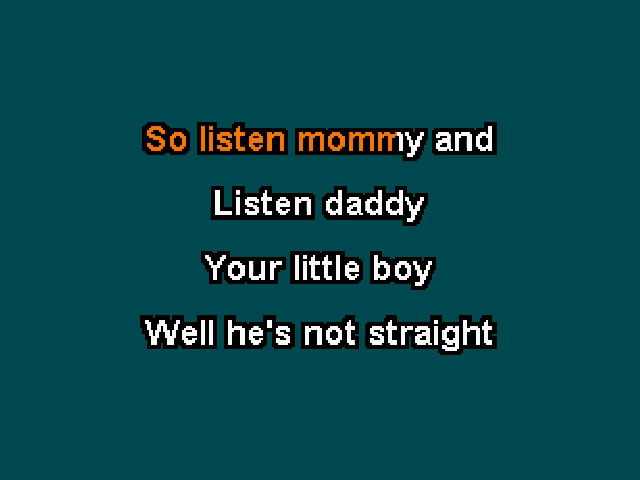 So listen mommy and
Listen daddy
Your little boy
Well he's not straight